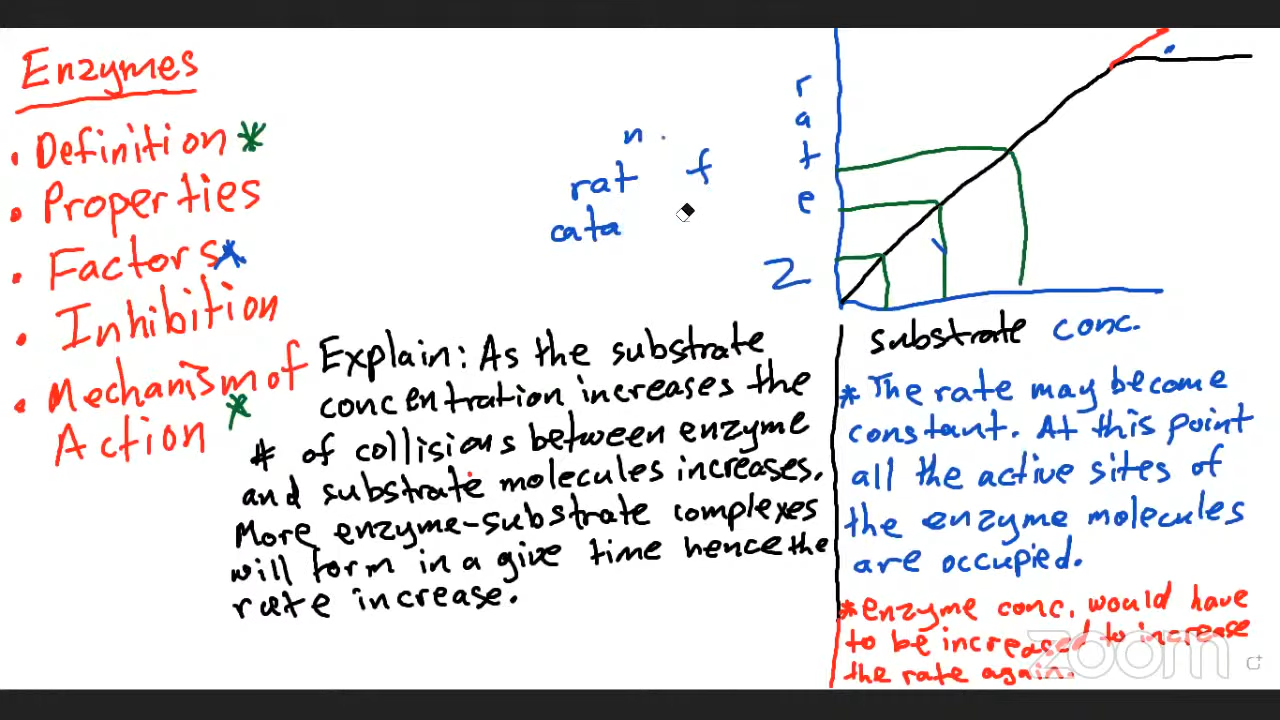 Enzymes
• Definition *
• Properties
• Factors *
• Inhibition
• Mechanism of
Action *
n
rat f
cata
Explain: As the substrate
concentration increases the
# of collisions between enzyme
and substrate molecules increases.
More enzyme-substrate complexes
will form in a give time hence the
rate increase.
rate
2
substrate conc.
* The rate may become
constant. At this point
all the active sites of
the enzyme molecules
are occupied.
* enzyme conc. would have
to be increased to increase
the rate again.
zoom